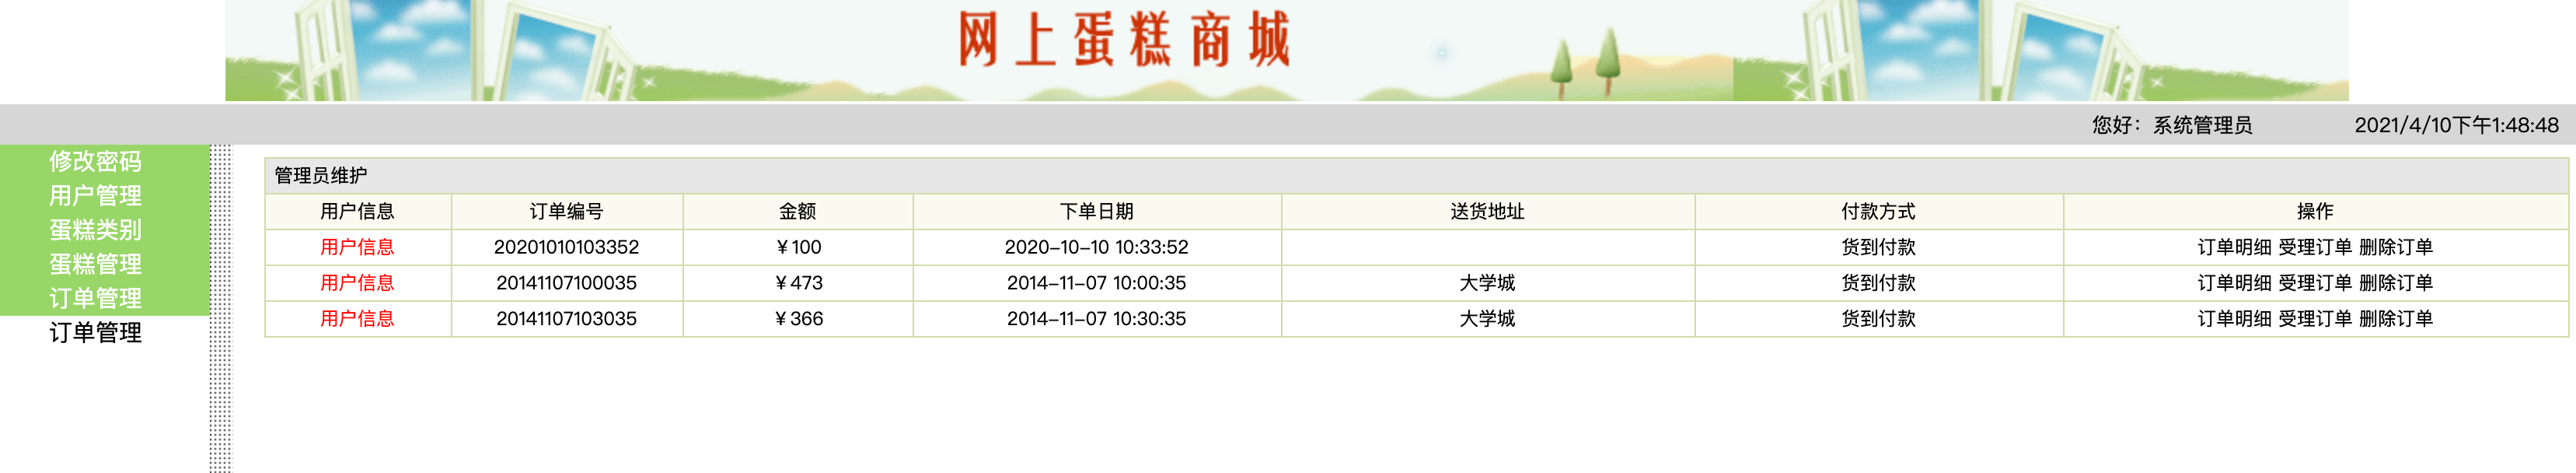 网上蛋糕商城
您好：系统管理员 2021/4/10下午1:48:48
修改密码
用户管理
蛋糕类别
蛋糕管理
订单管理
订单管理
管理员维护
用户信息 订单编号 金额 下单日期 送货地址 付款方式 操作
用户信息 20201010103352 ￥100 2020-10-10 10:33:52 货到付款 订单明细 受理订单 删除订单
用户信息 20141107100035 ￥473 2014-11-07 10:00:35 大学城 货到付款 订单明细 受理订单 删除订单
用户信息 20141107103035 ￥366 2014-11-07 10:30:35 大学城 货到付款 订单明细 受理订单 删除订单